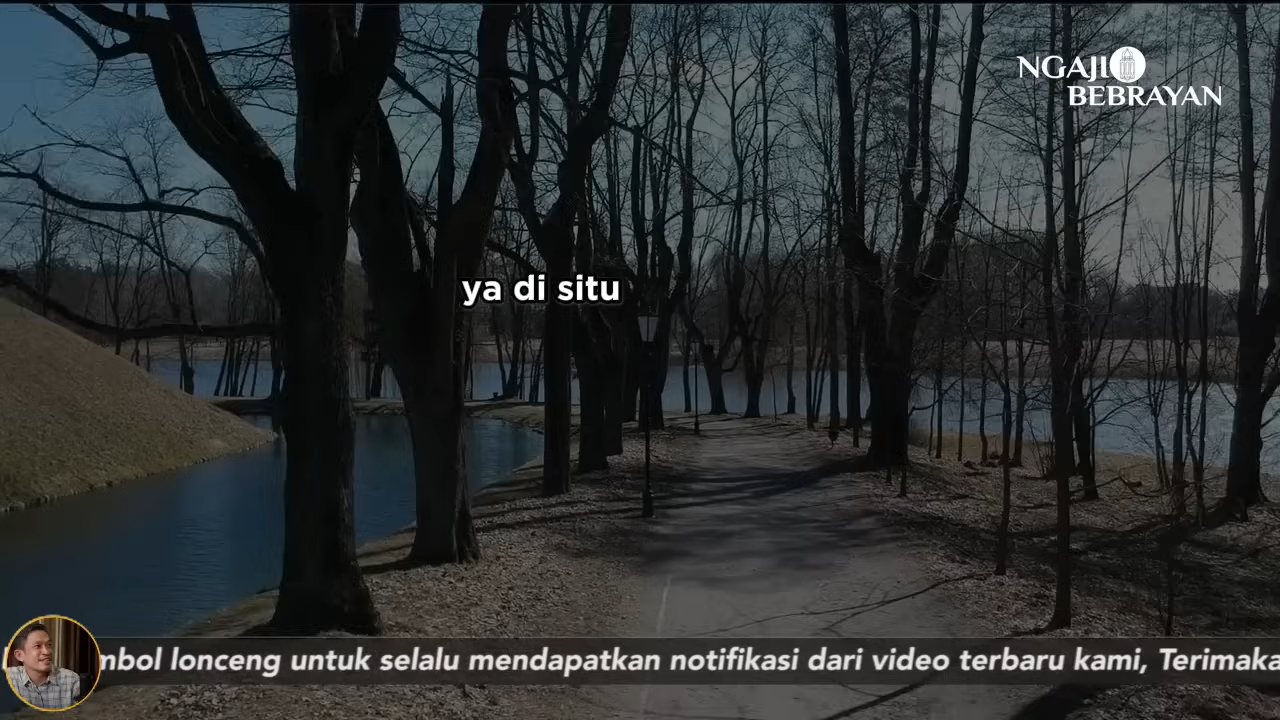 NGAJI
BEBRAYAN
ya di situ
mbol lonceng untuk selalu mendapatkan notifikasi dari video terbaru kami, Terimaka